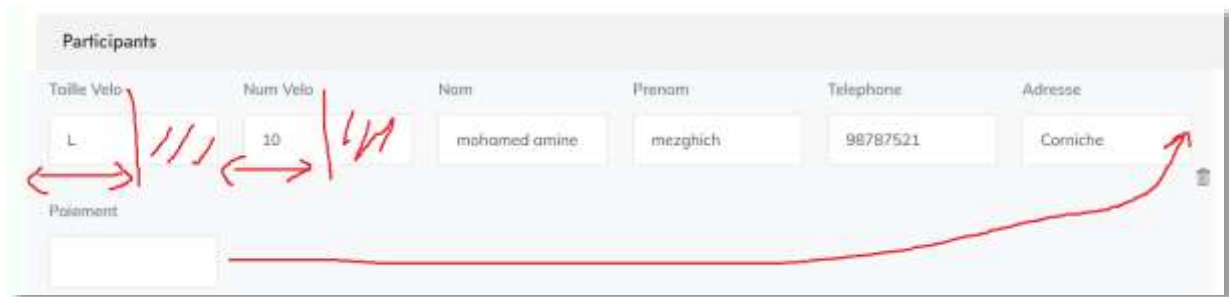 Participants
Taille Velo Num Velo Nom Prenom Telephone Adresse
L 10 mohamed amine mezghich 98787521 Corniche
Paiement